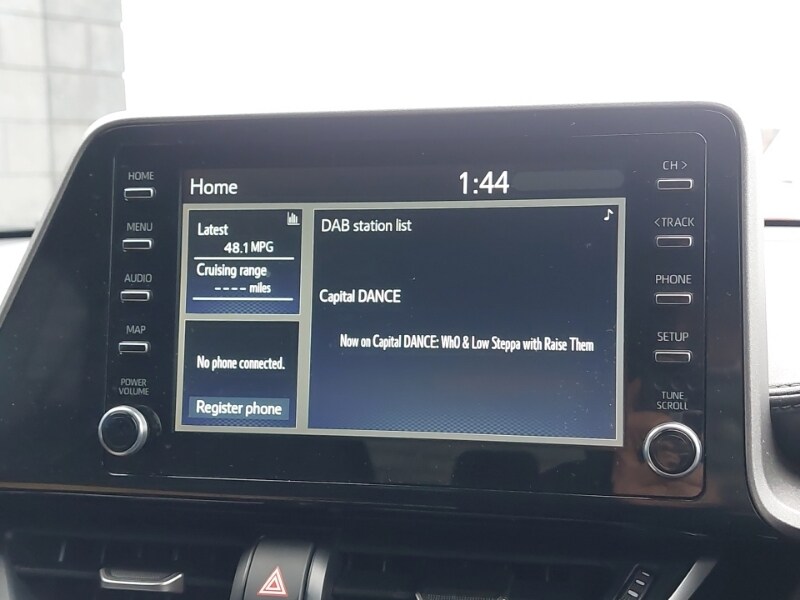 HOME
MENU
AUDIO
MAP
POWER
VOLUME
Home
1:44
Latest
48.1 MPG
Cruising range
---- miles
No phone connected.
Register phone
DAB station list
Capital DANCE
Now on Capital DANCE: Wh0 & Low Steppa with Raise Them
CH >
< TRACK
PHONE
SETUP
TUNE
SCROLL